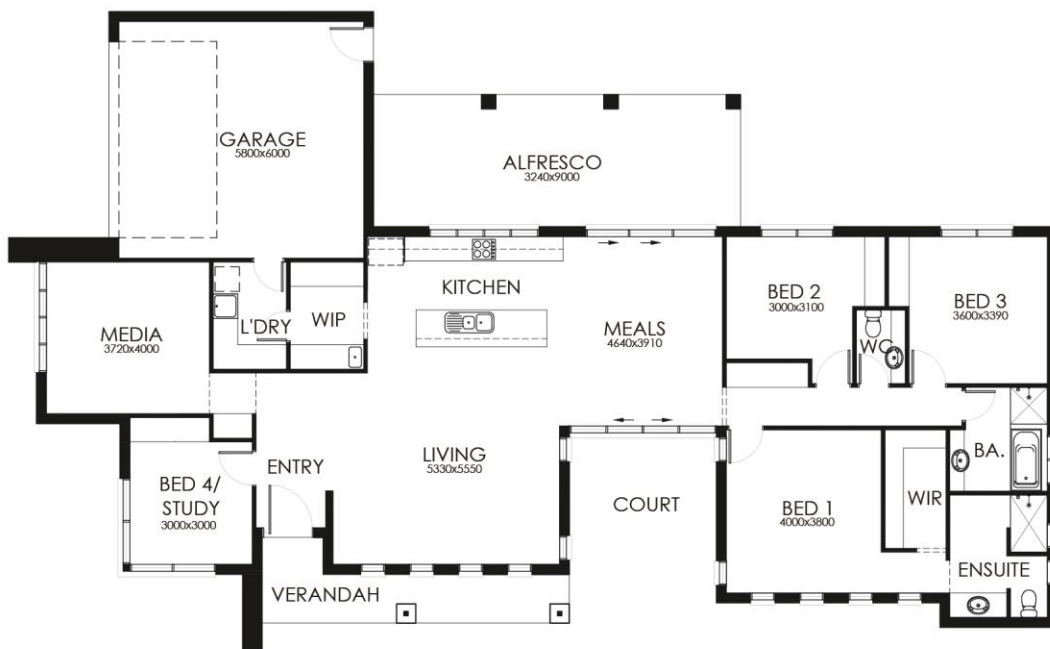 GARAGE
5800x6000
ALFRESCO
3240x9000
KITCHEN
BED 2
3000x3100
BED 3
3600x3390
MEDIA
3720x4000
L'DRY
WIP
MEALS
4640x3910
WC
LIVING
5330x5550
ENTRY
BED 4/
STUDY
3000x3000
COURT
BED 1
4000x3800
WIR
BA.
ENSUITE
VERANDAH